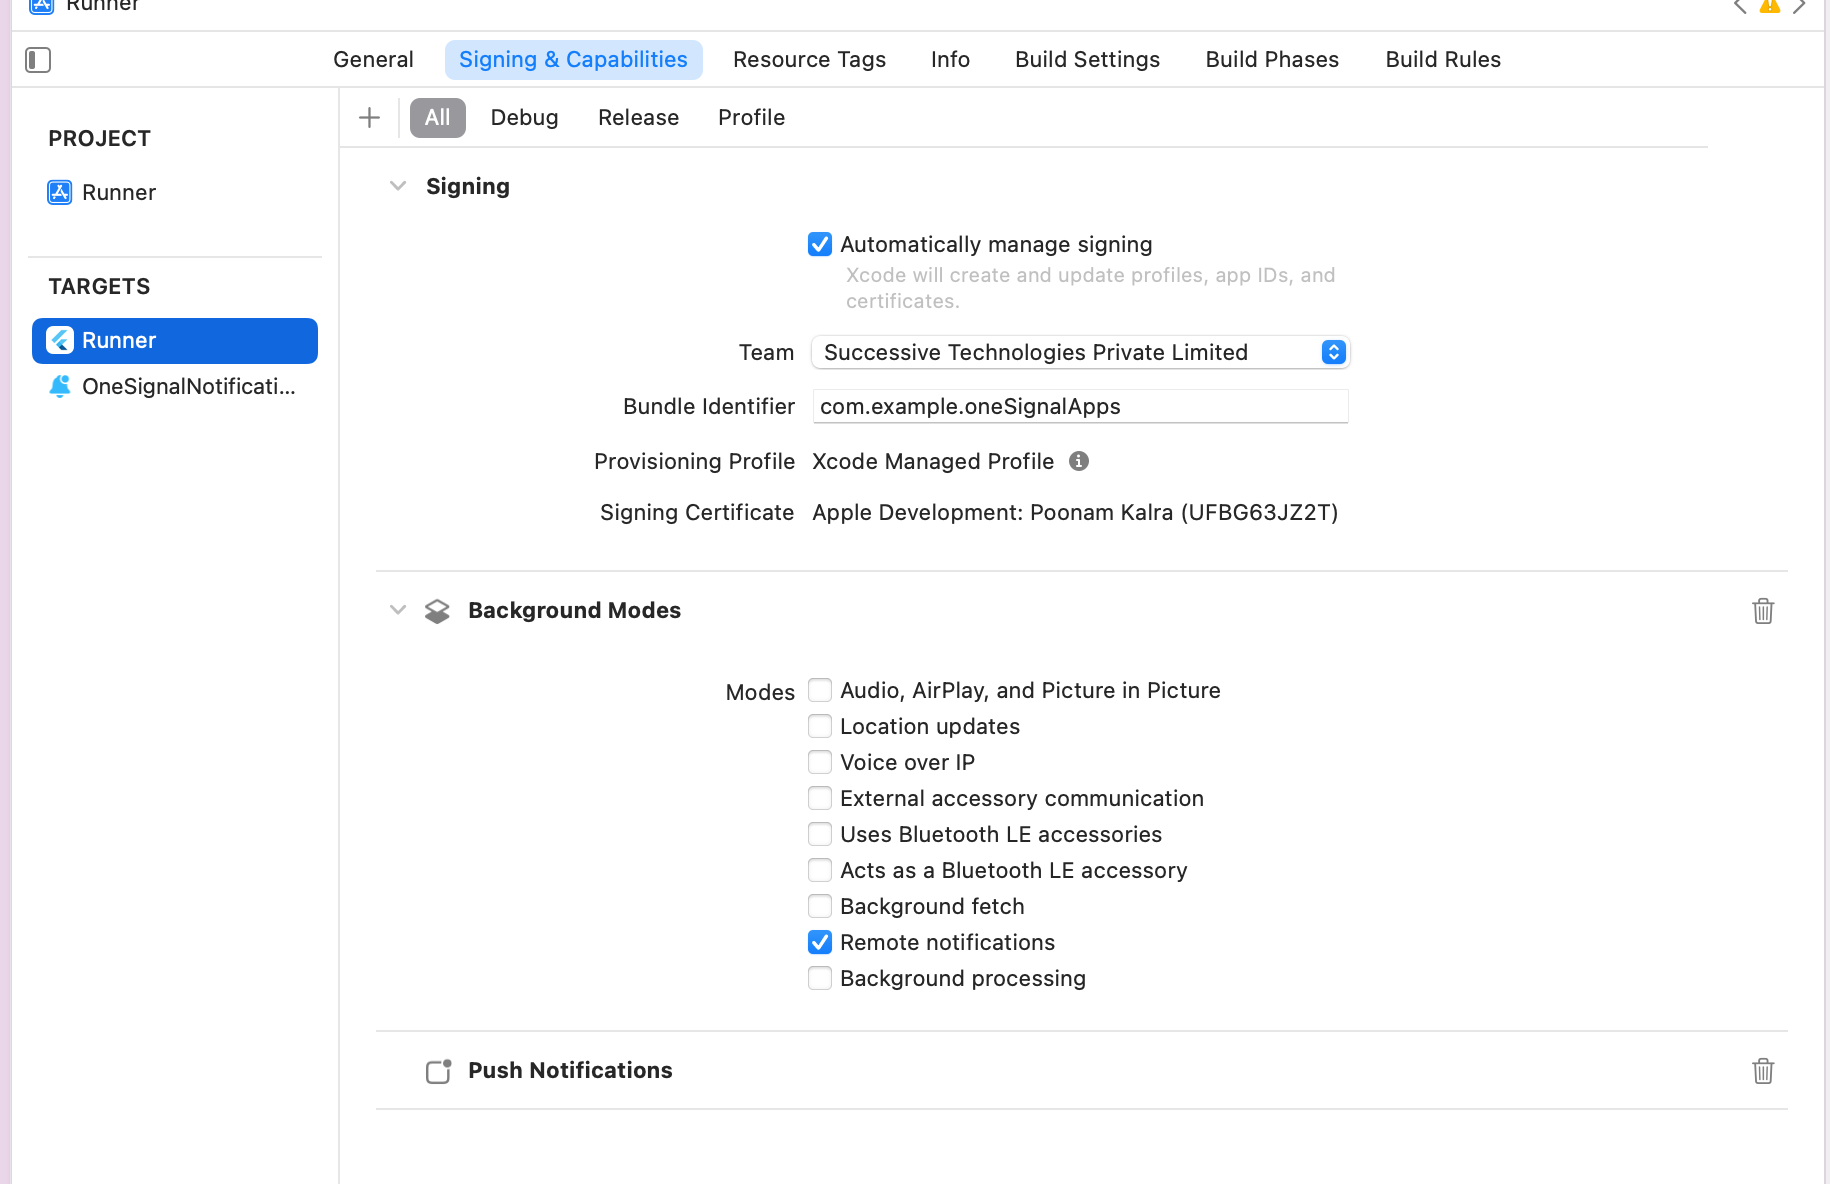 Runner
General
Signing & Capabilities
Resource Tags
Info
Build Settings
Build Phases
Build Rules
PROJECT
Runner
TARGETS
Runner
OneSignalNotificati...
All
Debug
Release
Profile
Signing
Automatically manage signing
Xcode will create and update profiles, app IDs, and
certificates.
Team
Successive Technologies Private Limited
Bundle Identifier
com.example.oneSignalApps
Provisioning Profile
Xcode Managed Profile
Signing Certificate
Apple Development: Poonam Kalra (UFBG63JZ2T)
Background Modes
Modes
Audio, AirPlay, and Picture in Picture
Location updates
Voice over IP
External accessory communication
Uses Bluetooth LE accessories
Acts as a Bluetooth LE accessory
Background fetch
Remote notifications
Background processing
Push Notifications